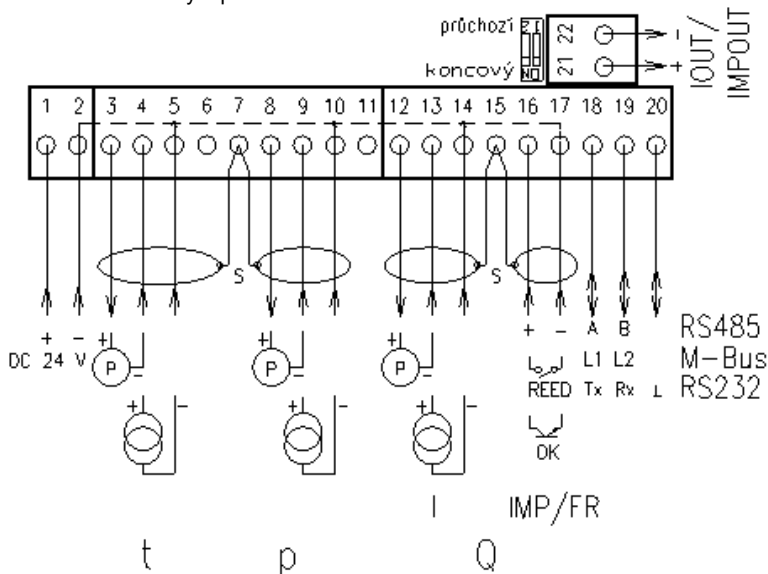 průchozí
12
ON
koncový
22
21
-
+
IOUT/
IMPOUT
1 2 3 4 5 6 7 8 9 10 11 12 13 14 15 16 17 18 19 20
S S
+ - + - A B RS485
DC 24 V
+ P - + P - + P - L1 L2 M-Bus
REED Tx Rx ⊥ RS232
+ - + - + -
OK
I IMP/FR
t p Q